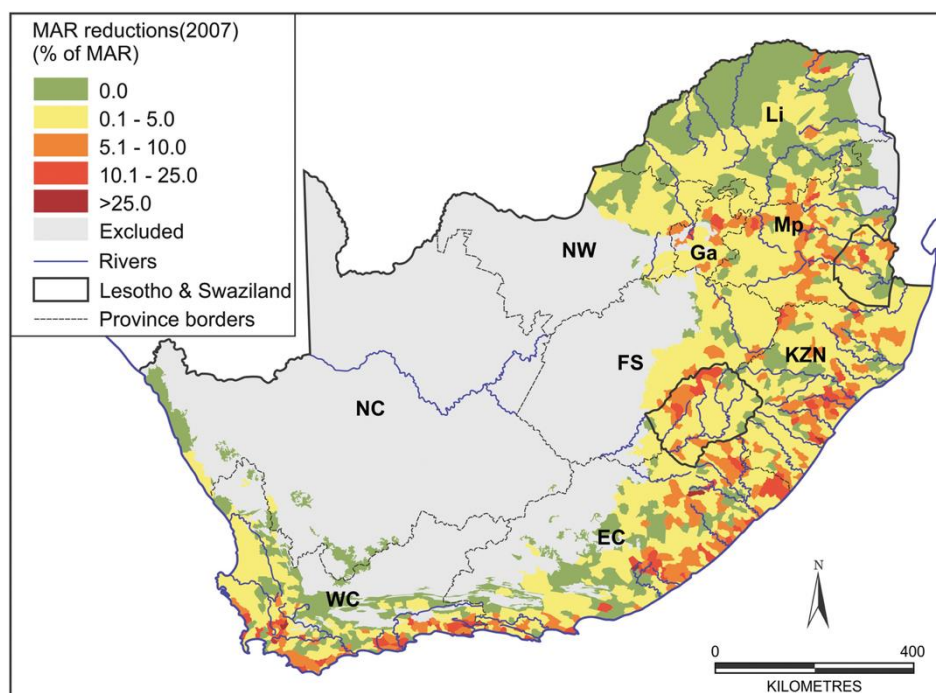 MAR reductions(2007)
(% of MAR)
0.0
0.1 - 5.0
5.1 - 10.0
10.1 - 25.0
>25.0
Excluded
Rivers
Lesotho & Swaziland
Province borders
Li
NW
Ga
Mp
FS
KZN
NC
EC
WC
N
0
400
KILOMETRES